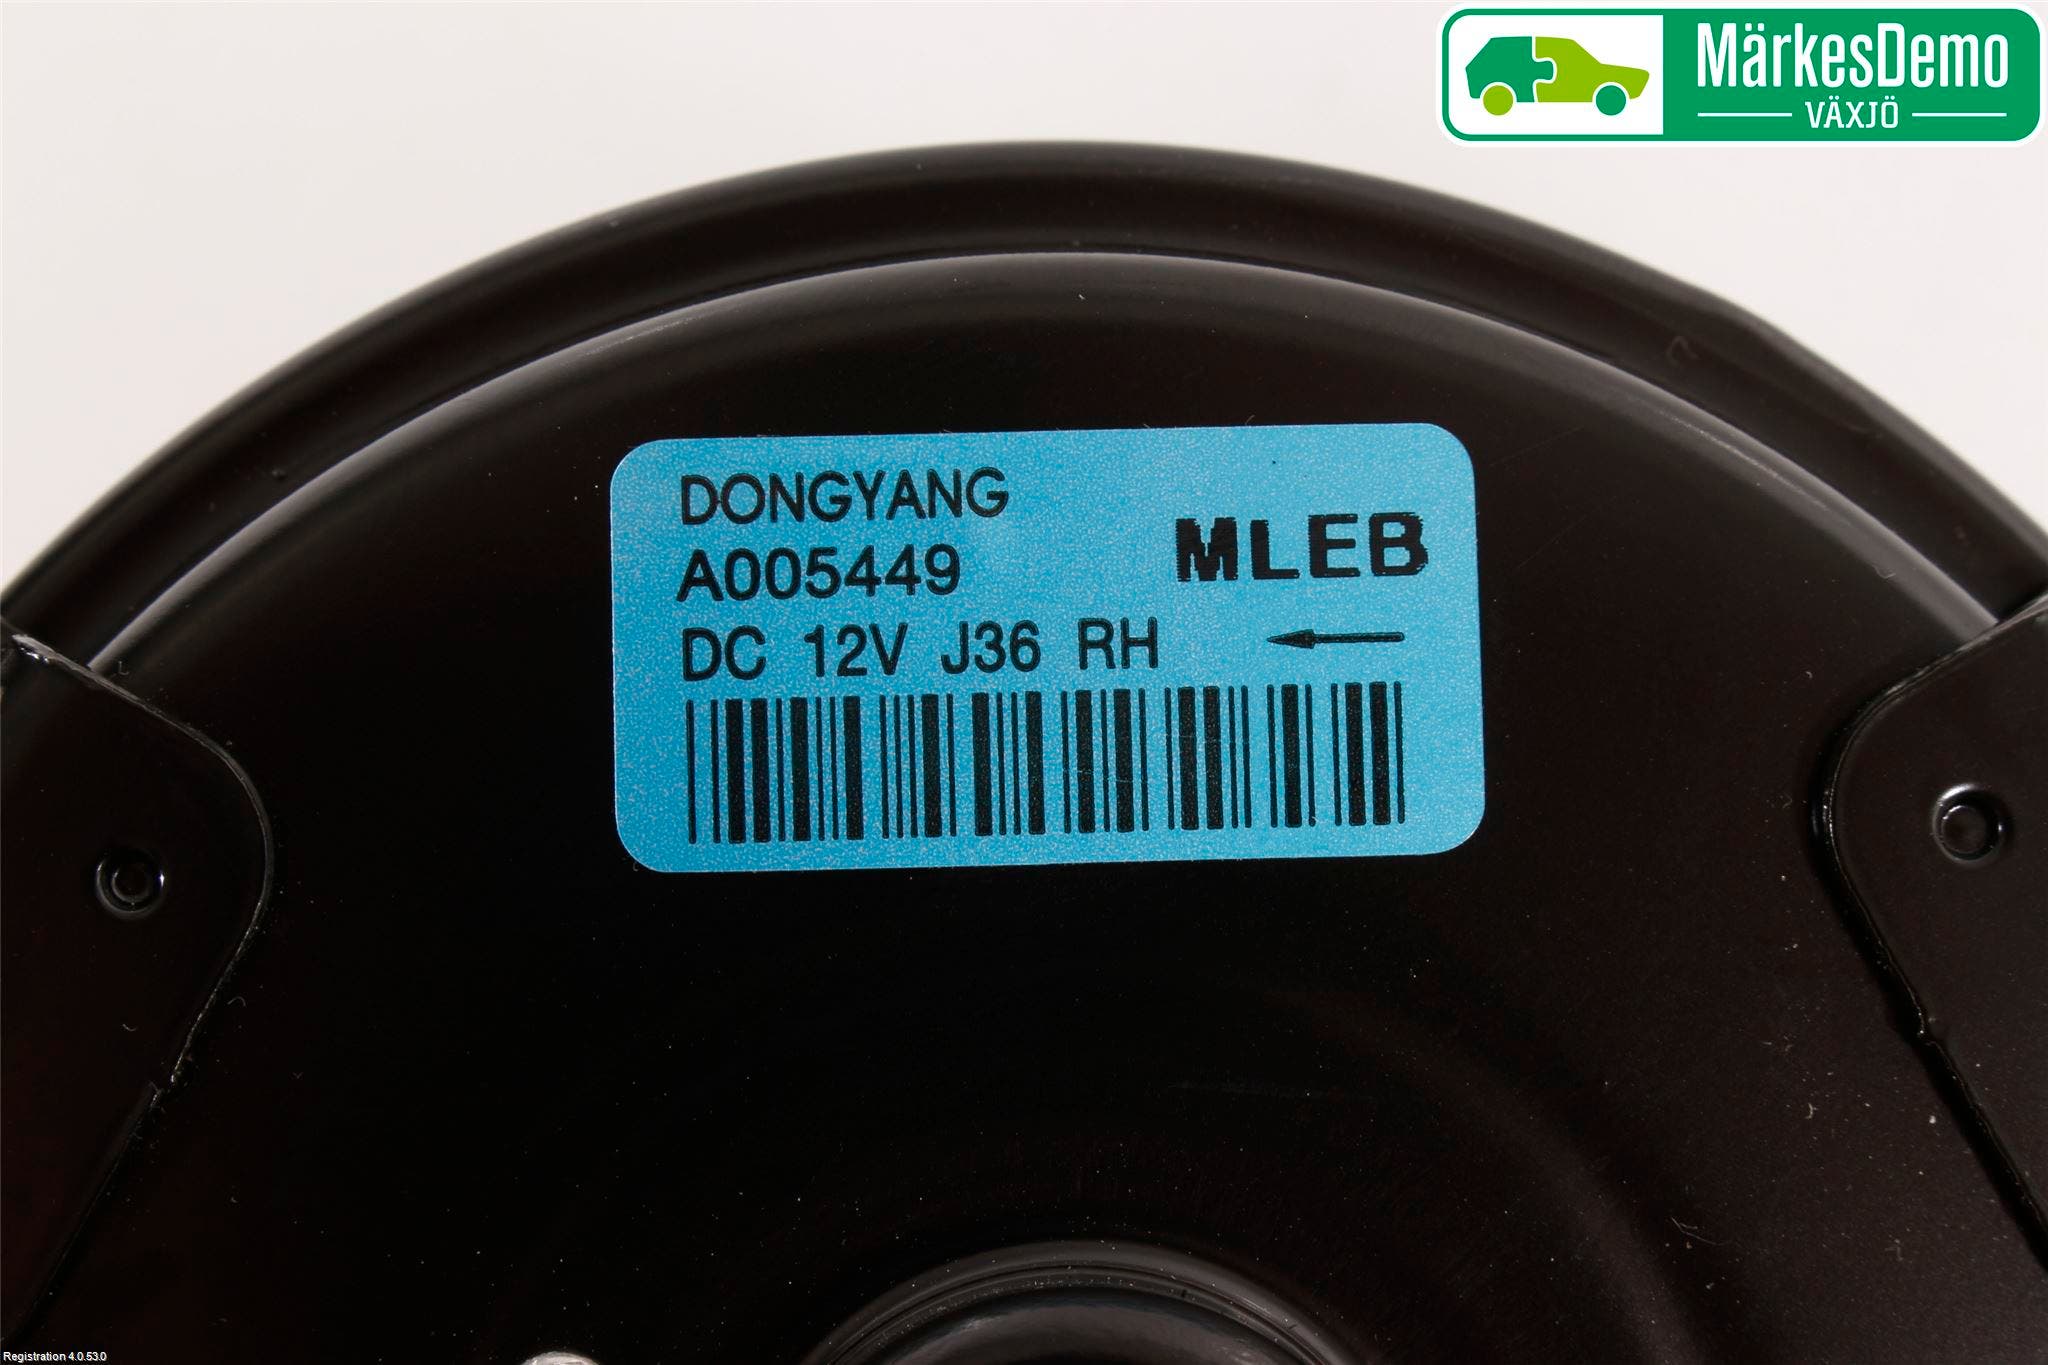 MärkesDemo
VÄXJÖ
DONGYANG
A005449
MLEB
DC 12V J36 RH
Registration 4.0.53.0